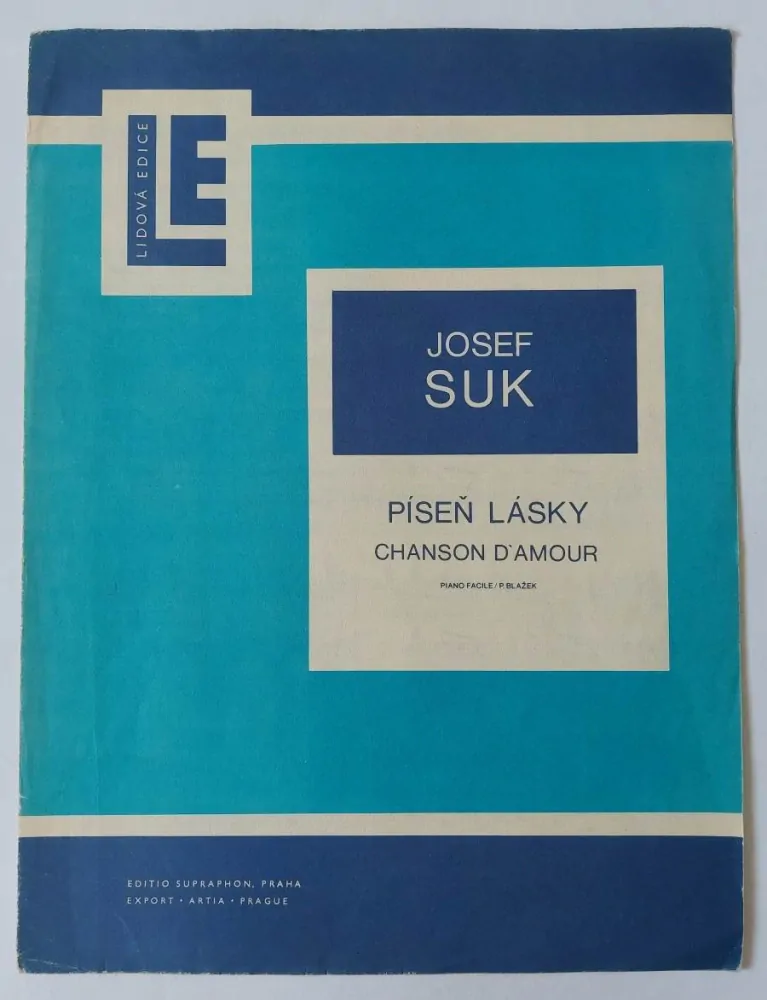 LIDOVÁ EDICE
LE
JOSEF
SUK
PÍSEŇ LÁSKY
CHANSON D'AMOUR
PIANO FACILE / P. BLAŽEK
EDITIO SUPRAPHON, PRAHA
EXPORT • ARTIA • PRAGUE